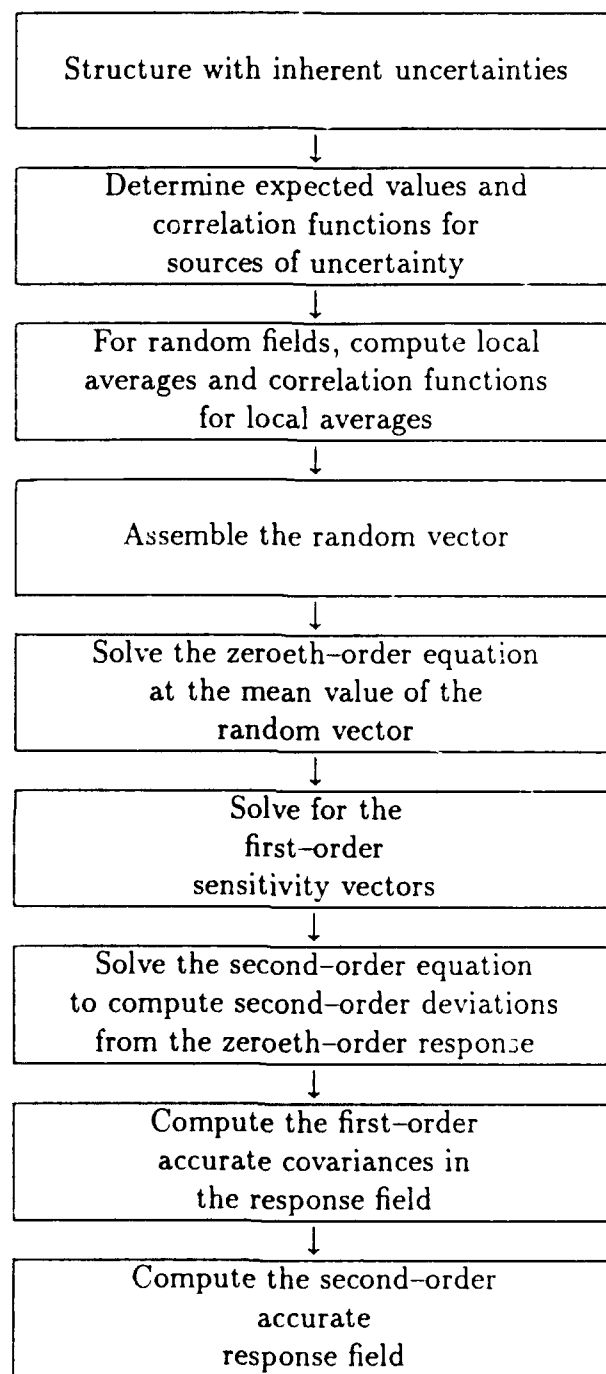 Structure with inherent uncertainties
↓
Determine expected values and
correlation functions for
sources of uncertainty
↓
For random fields, compute local
averages and correlation functions
for local averages
↓
Assemble the random vector
↓
Solve the zeroeth–order equation
at the mean value of the
random vector
↓
Solve for the
first–order
sensitivity vectors
↓
Solve the second–order equation
to compute second–order deviations
from the zeroeth–order response
↓
Compute the first–order
accurate covariances in
the response field
↓
Compute the second–order
accurate
response field